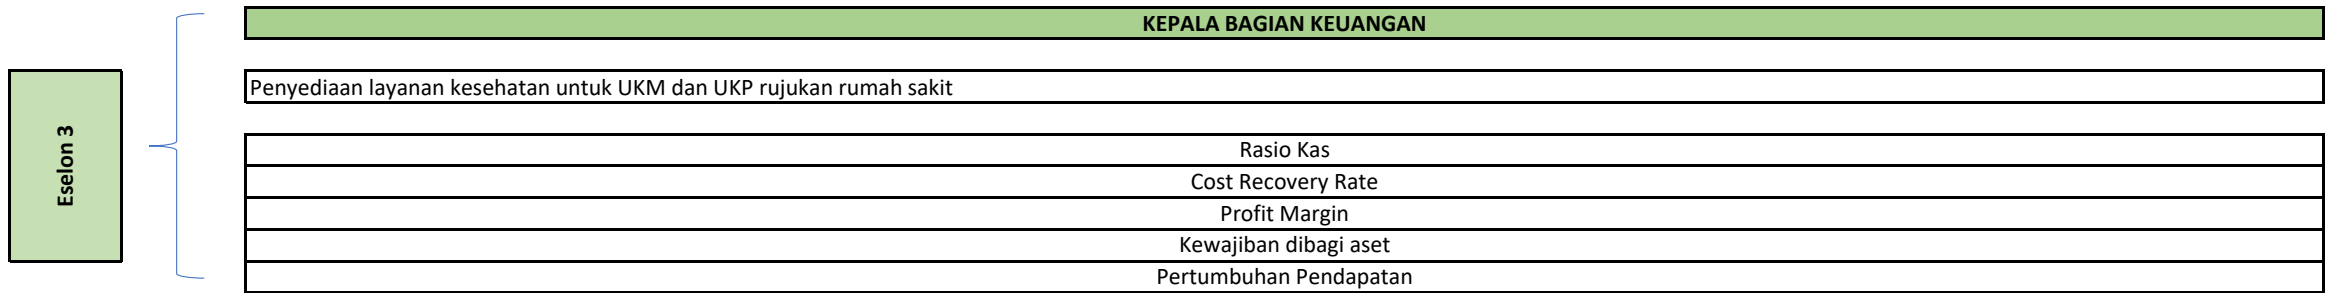 KEPALA BAGIAN KEUANGAN
Penyediaan layanan kesehatan untuk UKM dan UKP rujukan rumah sakit
Eselon 3
Rasio Kas
Cost Recovery Rate
Profit Margin
Kewajiban dibagi aset
Pertumbuhan Pendapatan